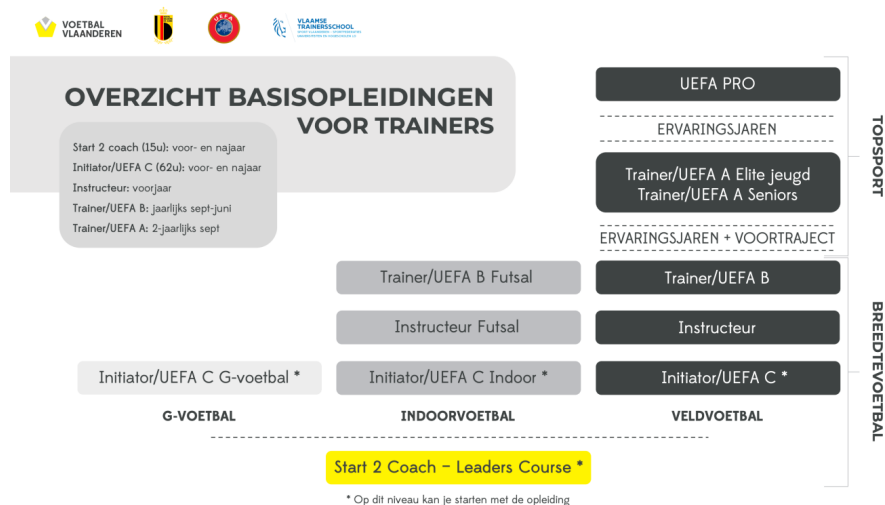 VOETBAL
VLAANDEREN
UEFA
VLAAMSE
TRAINERSSCHOOL
OVERZICHT BASISOPLEIDINGEN
VOOR TRAINERS
Start 2 coach (15u): voor- en najaar
Initiator/UEFA C (62u): voor- en najaar
Instructeur: voorjaar
Trainer/UEFA B: jaarlijks sept-juni
Trainer/UEFA A: 2-jaarlijks sept
UEFA PRO
ERVARINGSJAREN
Trainer/UEFA A Elite jeugd
Trainer/UEFA A Seniors
ERVARINGSJAREN + VOORTRAJECT
TOPSPORT
Trainer/UEFA B Futsal
Trainer/UEFA B
Instructeur Futsal
Instructeur
Initiator/UEFA C G-voetbal *
Initiator/UEFA C Indoor *
Initiator/UEFA C *
G-VOETBAL
INDOORVOETBAL
VELDVOETBAL
BREEDTEVOETBAL
Start 2 Coach – Leaders Course *
* Op dit niveau kan je starten met de opleiding